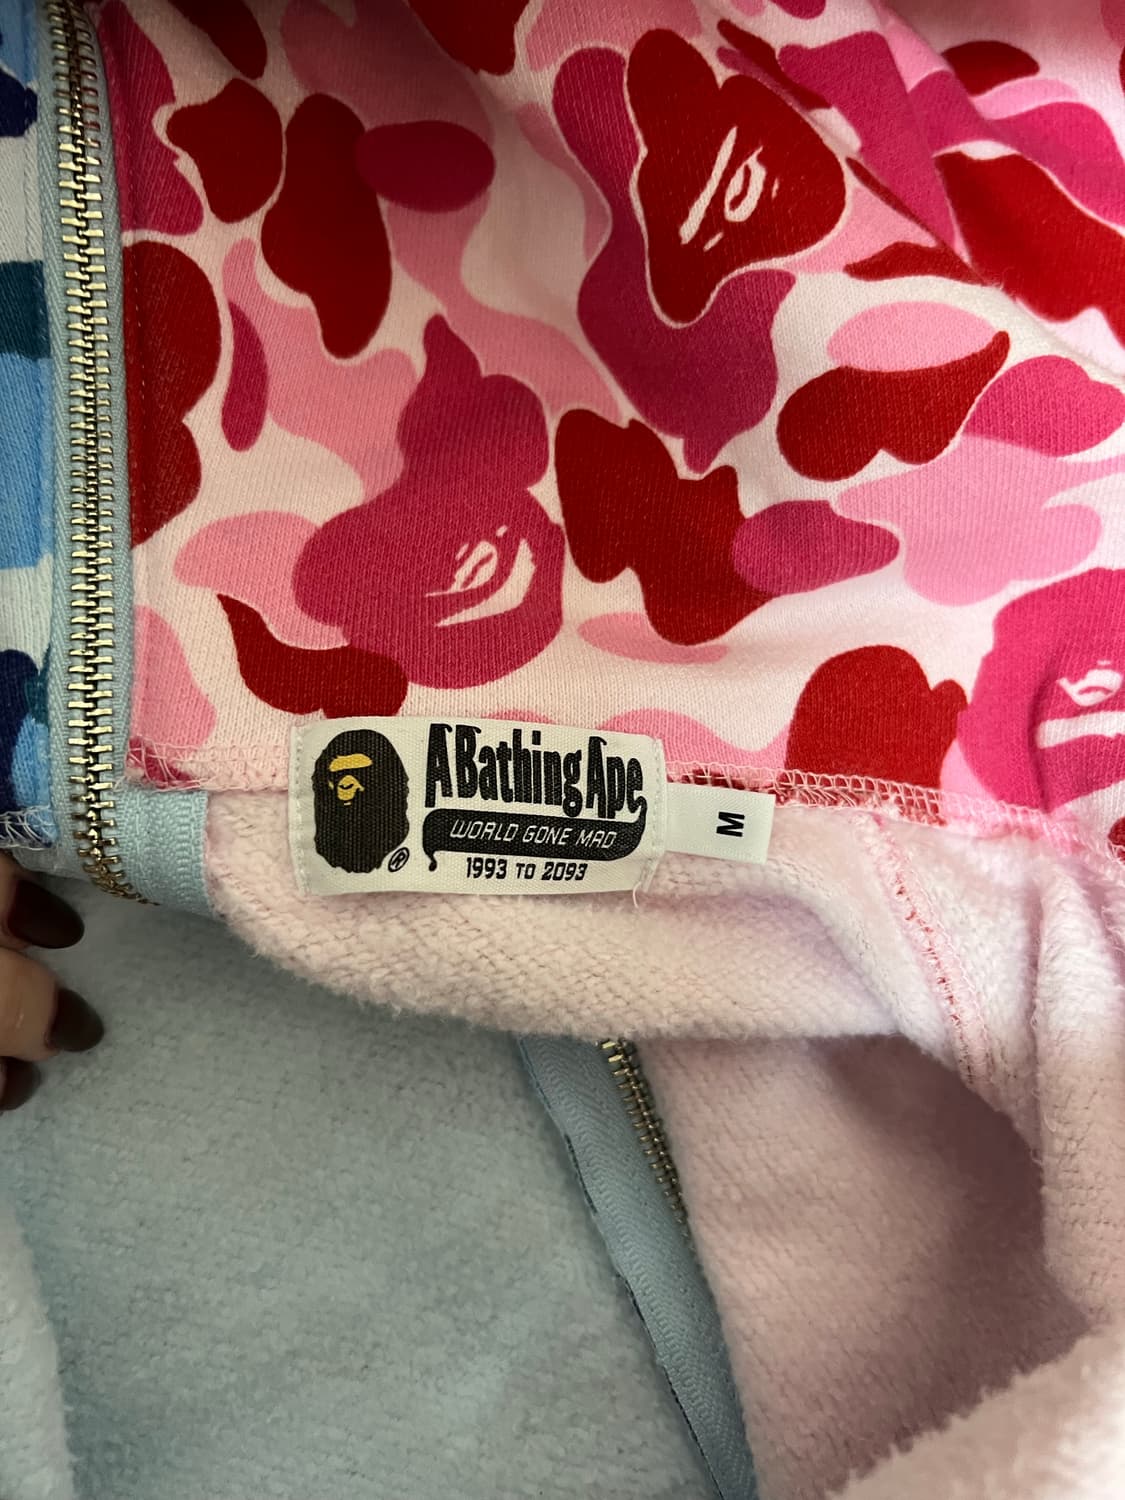 A Bathing Ape
WORLD GONE MAD
1993 TO 2093
®
M